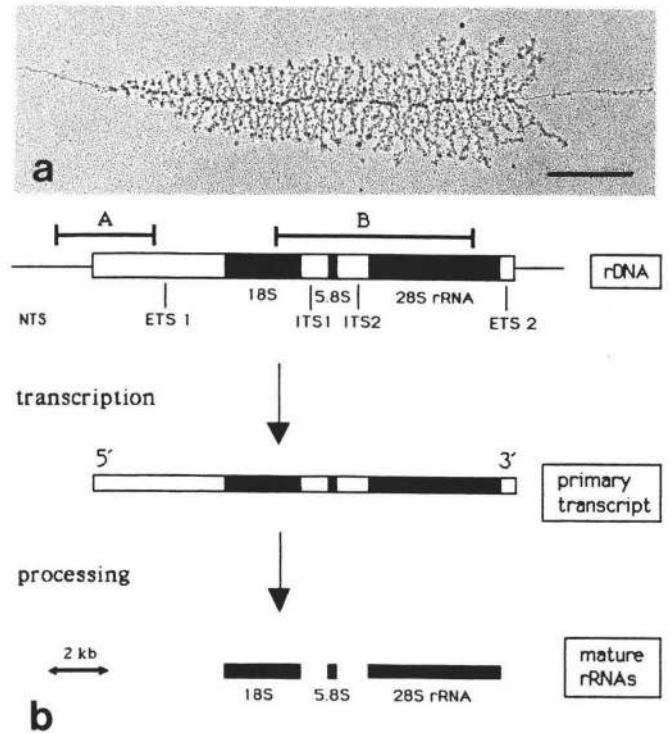 a
A
B
rDNA
18S 5.8S 28S rRNA
NTS ETS 1 ITS1 ITS2 ETS 2
transcription
5´ 3´
primary
transcript
processing
2 kb
mature
rRNAs
18S 5.8S 28S rRNA
b